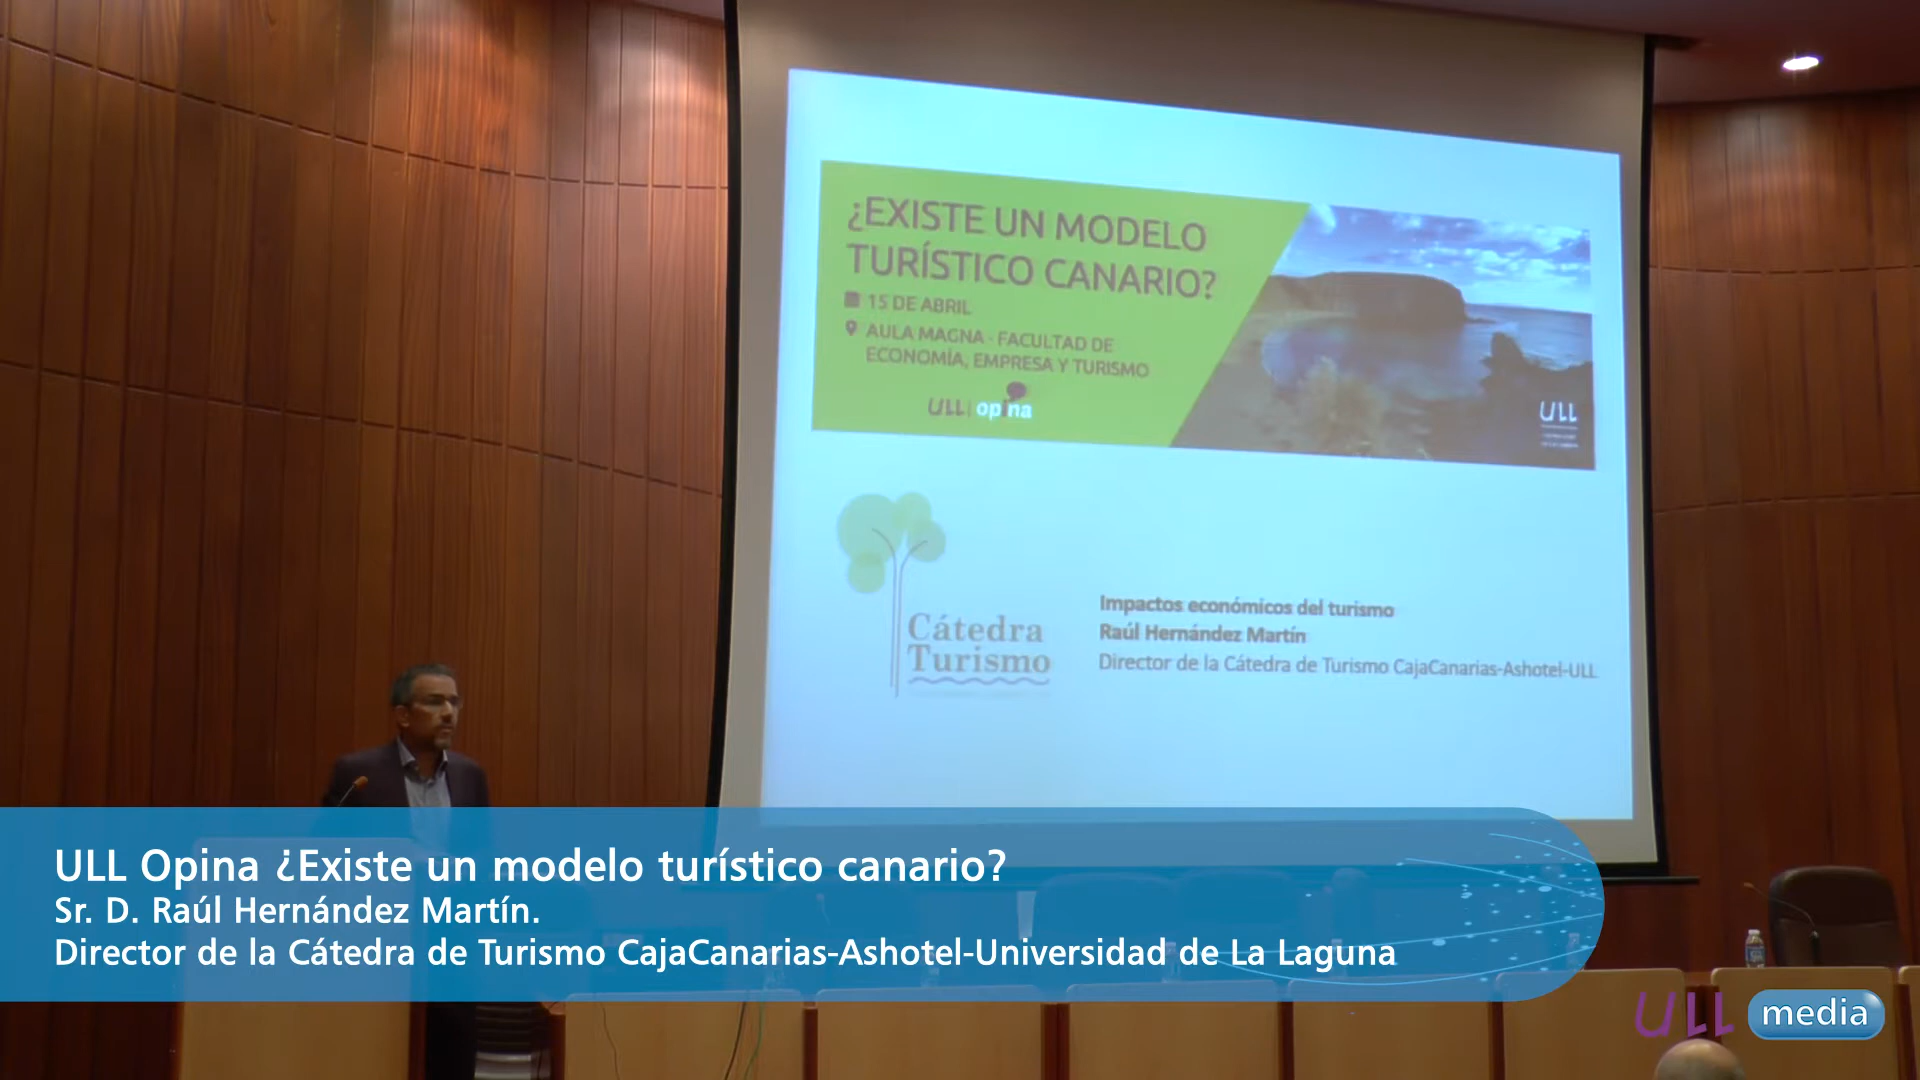 ¿EXISTE UN MODELO
TURÍSTICO CANARIO?
15 DE ABRIL
AULA MAGNA - FACULTAD DE
ECONOMÍA, EMPRESA Y TURISMO
ULL opina
ULL
Cátedra
Turismo
Impactos económicos del turismo
Raúl Hernández Martín
Director de la Cátedra de Turismo CajaCanarias-Ashotel-ULL
ULL Opina ¿Existe un modelo turístico canario?
Sr. D. Raúl Hernández Martín.
Director de la Cátedra de Turismo CajaCanarias-Ashotel-Universidad de La Laguna
ULL media